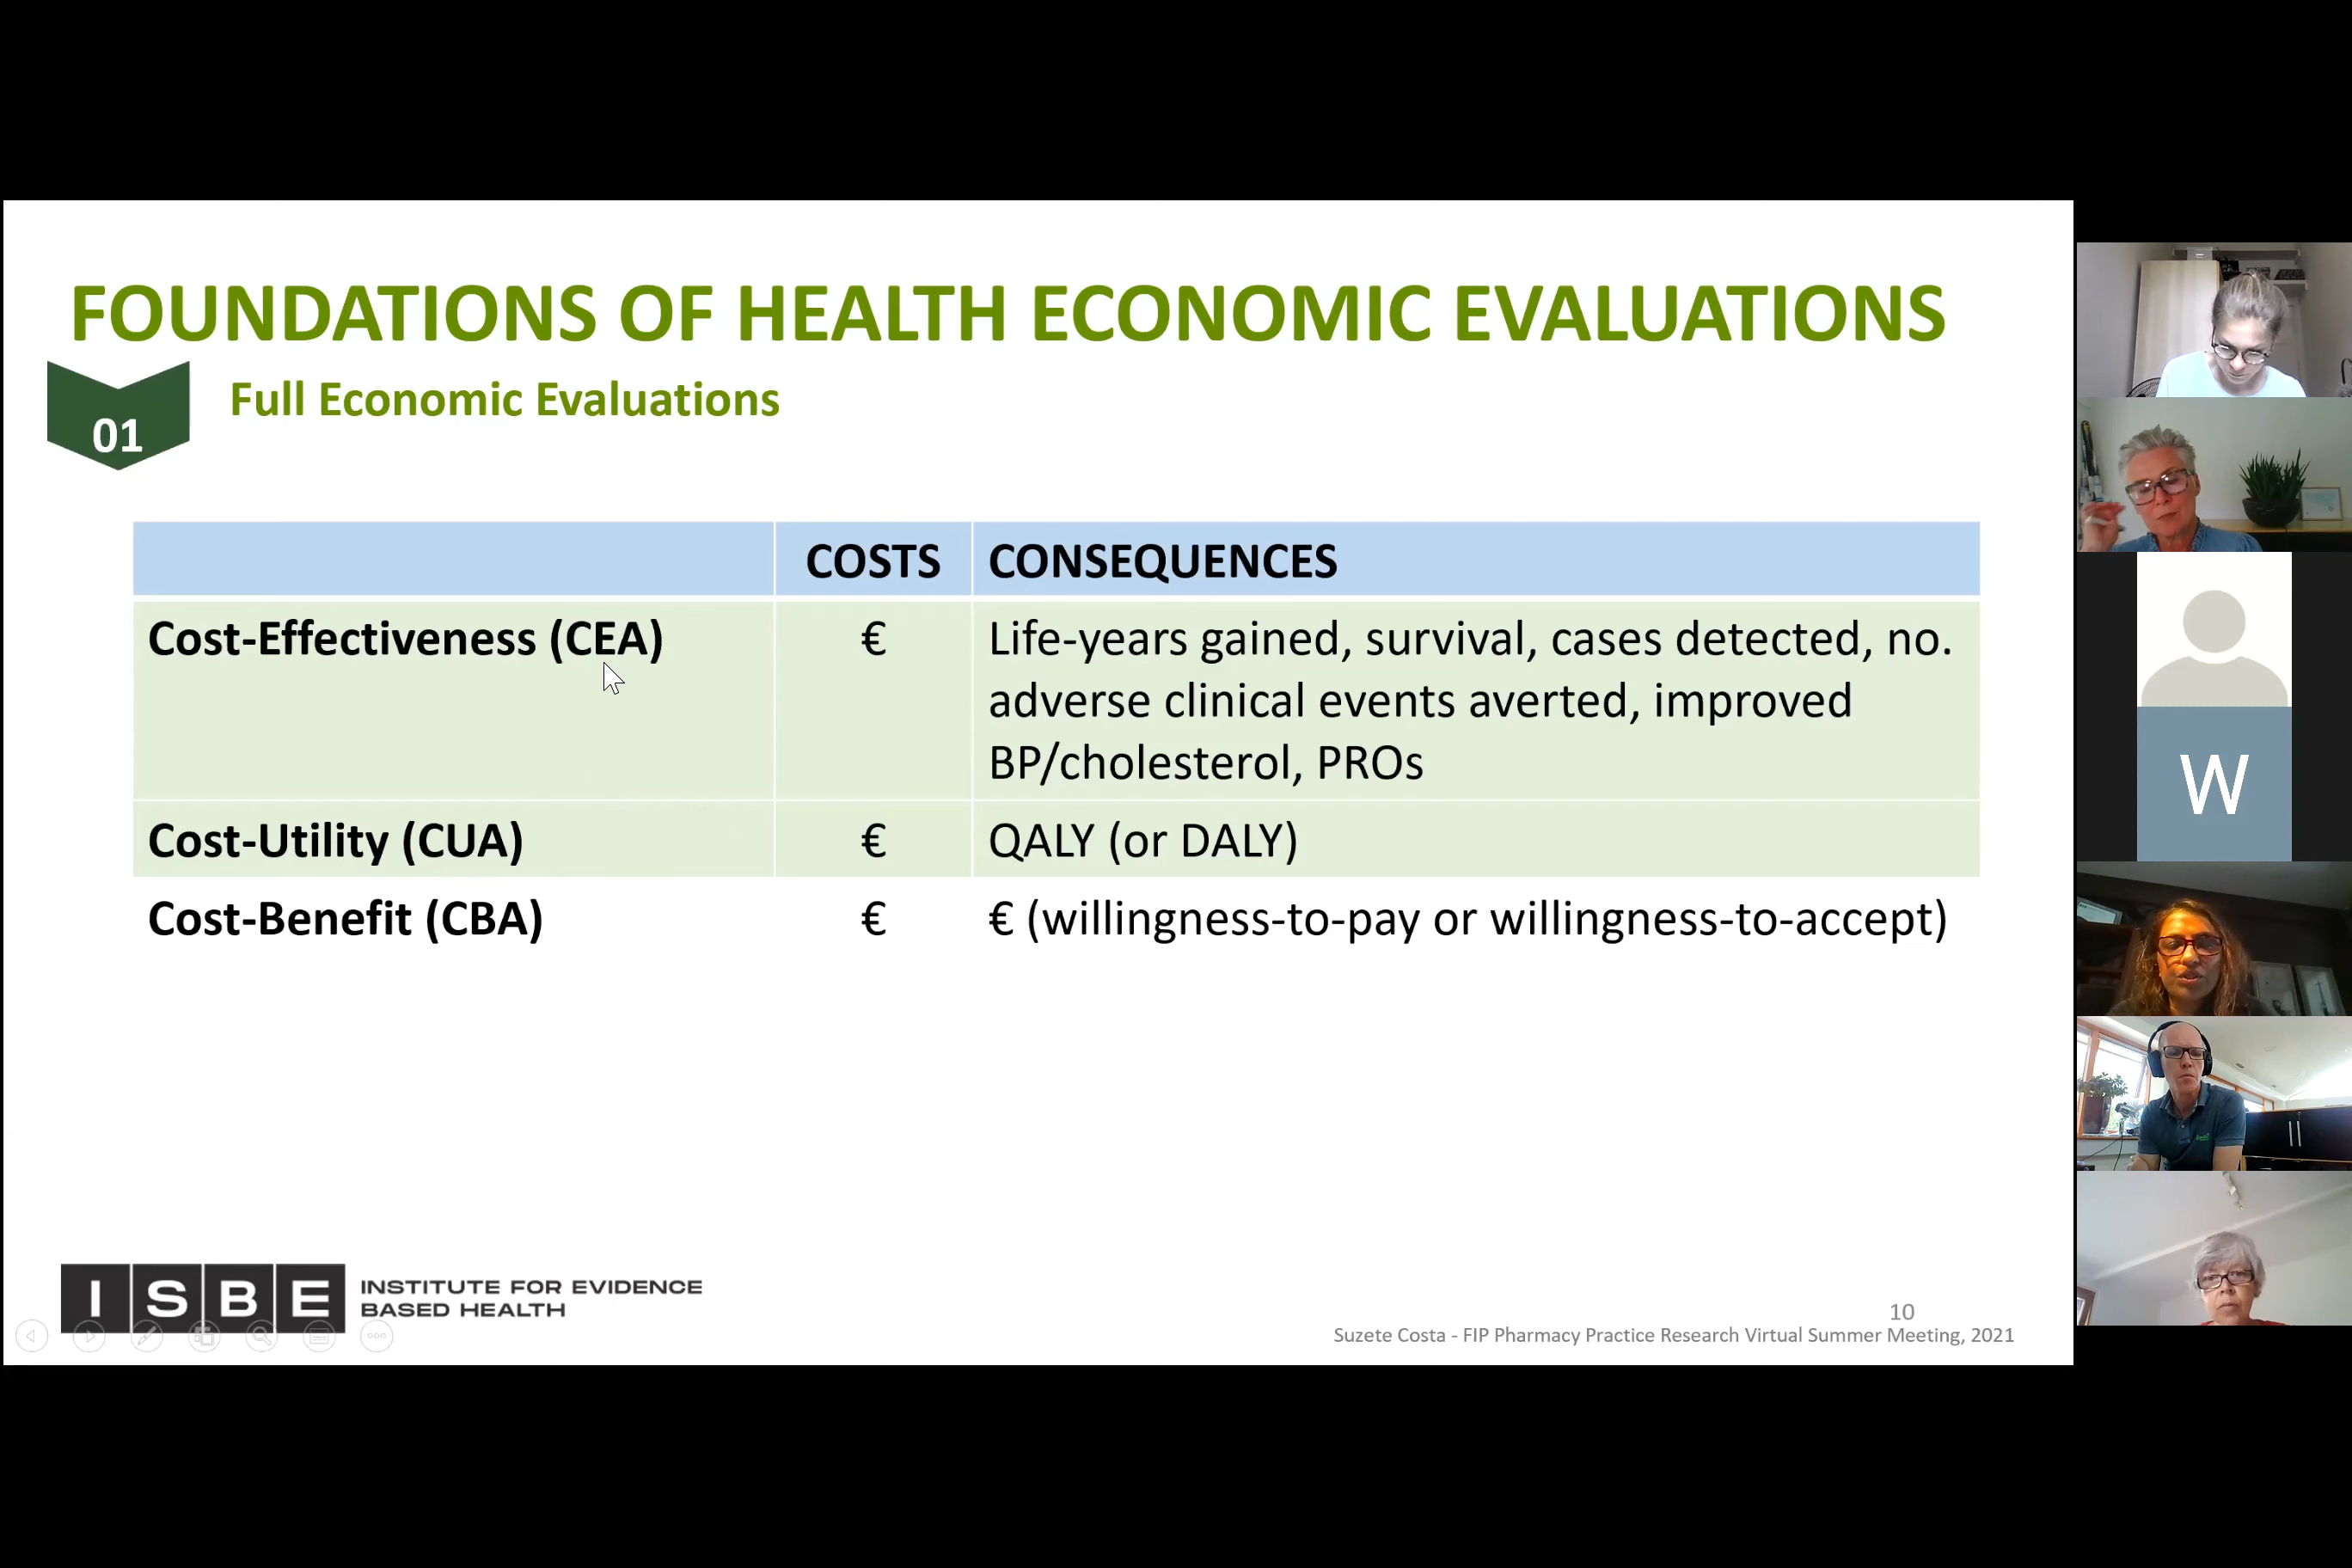 FOUNDATIONS OF HEALTH ECONOMIC EVALUATIONS
01
Full Economic Evaluations
COSTS CONSEQUENCES
Cost-Effectiveness (CEA) € Life-years gained, survival, cases detected, no.
adverse clinical events averted, improved
BP/cholesterol, PROs
Cost-Utility (CUA) € QALY (or DALY)
Cost-Benefit (CBA) € € (willingness-to-pay or willingness-to-accept)
W
ISBE INSTITUTE FOR EVIDENCE
BASED HEALTH
10
Suzete Costa - FIP Pharmacy Practice Research Virtual Summer Meeting, 2021